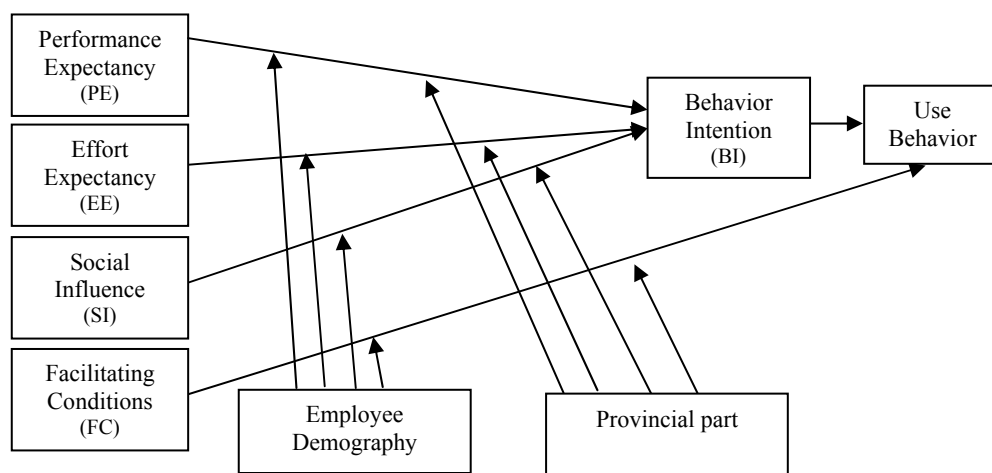 Performance
Expectancy
(PE)
Effort
Expectancy
(EE)
Social
Influence
(SI)
Facilitating
Conditions
(FC)
Behavior
Intention
(BI)
Use
Behavior
Employee
Demography
Provincial part